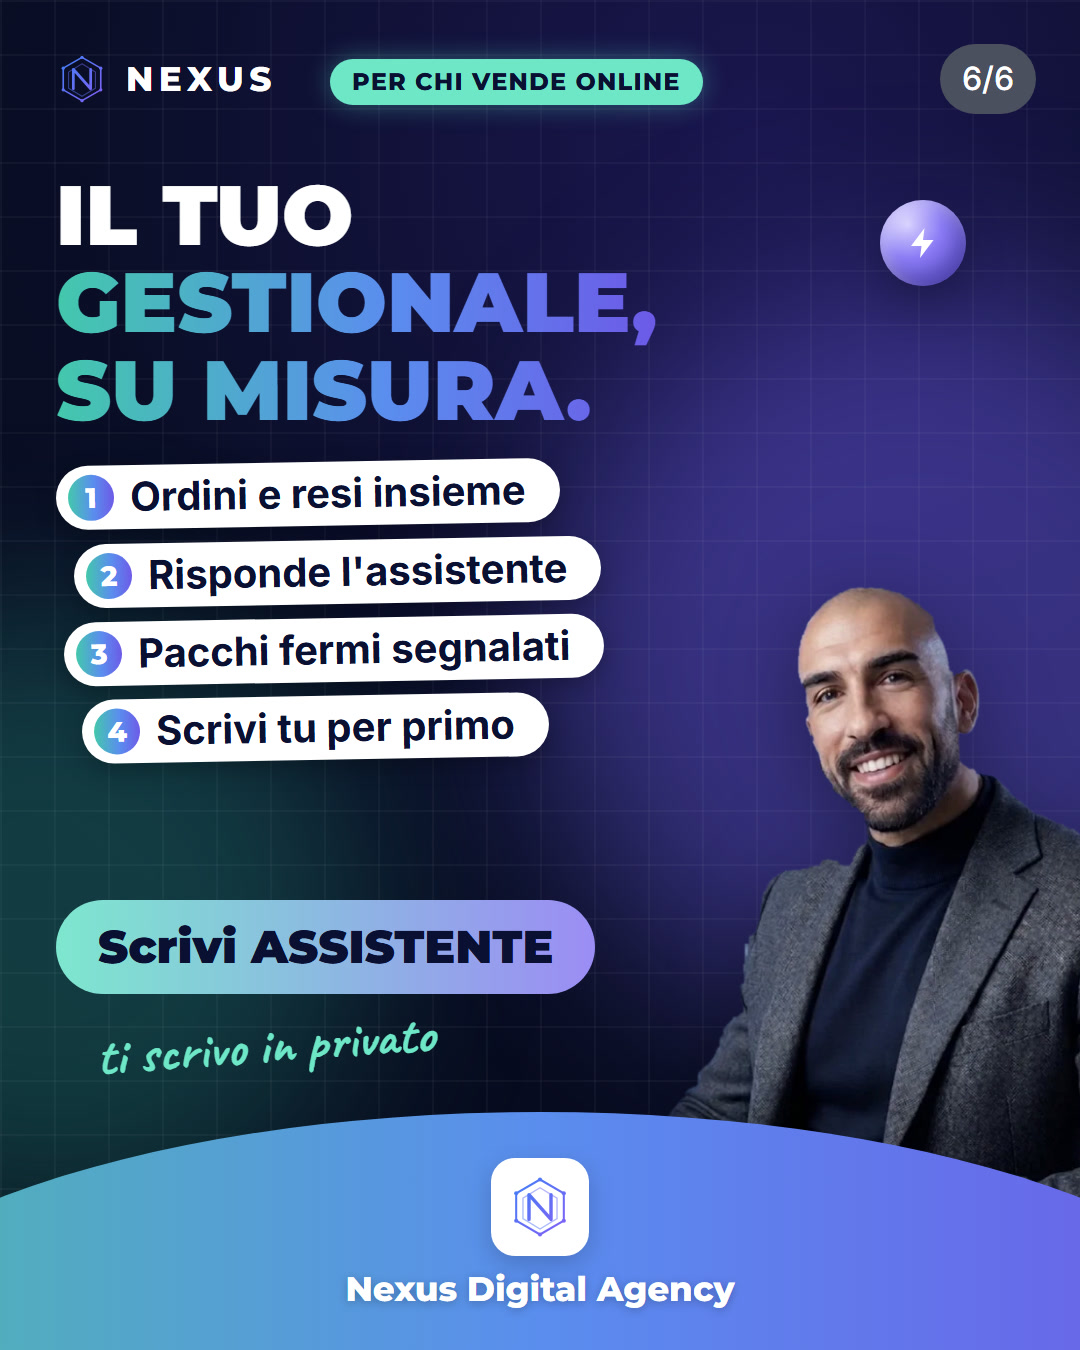 NEXUS
PER CHI VENDE ONLINE
6/6
IL TUO
GESTIONALE,
SU MISURA.
1 Ordini e resi insieme
2 Risponde l'assistente
3 Pacchi fermi segnalati
4 Scrivi tu per primo
Scrivi ASSISTENTE
ti scrivo in privato
N
Nexus Digital Agency